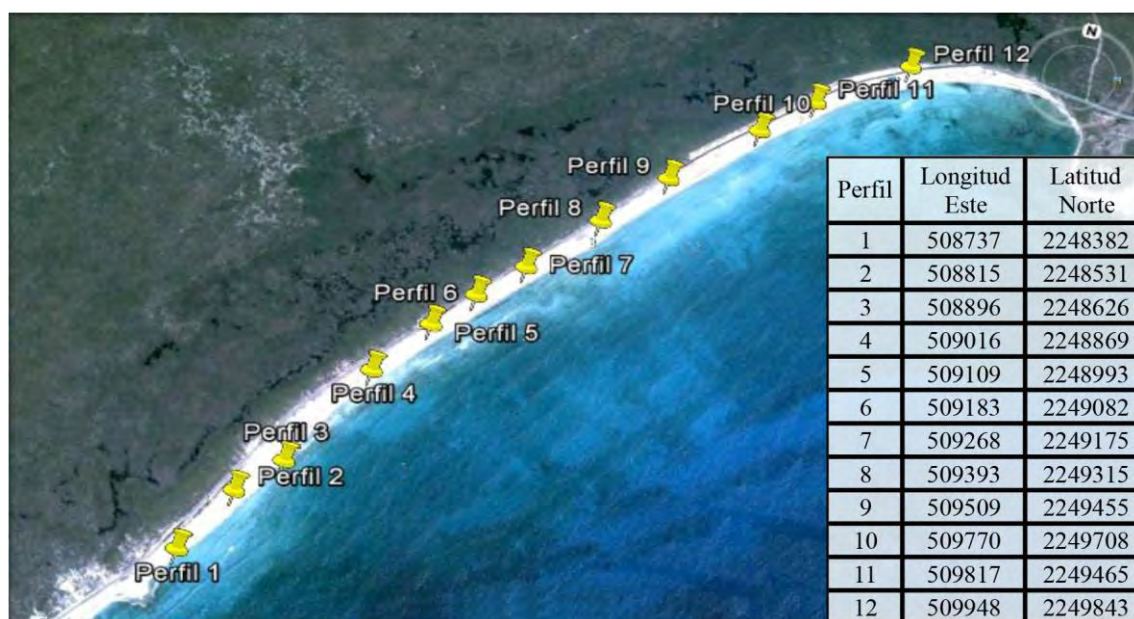 N
Perfil 12
Perfil 11
Perfil 10
Perfil 9
Perfil 8
Perfil 7
Perfil 6
Perfil 5
Perfil 4
Perfil 3
Perfil 2
Perfil 1
Perfil Longitud Este Latitud Norte
1 508737 2248382
2 508815 2248531
3 508896 2248626
4 509016 2248869
5 509109 2248993
6 509183 2249082
7 509268 2249175
8 509393 2249315
9 509509 2249455
10 509770 2249708
11 509817 2249465
12 509948 2249843